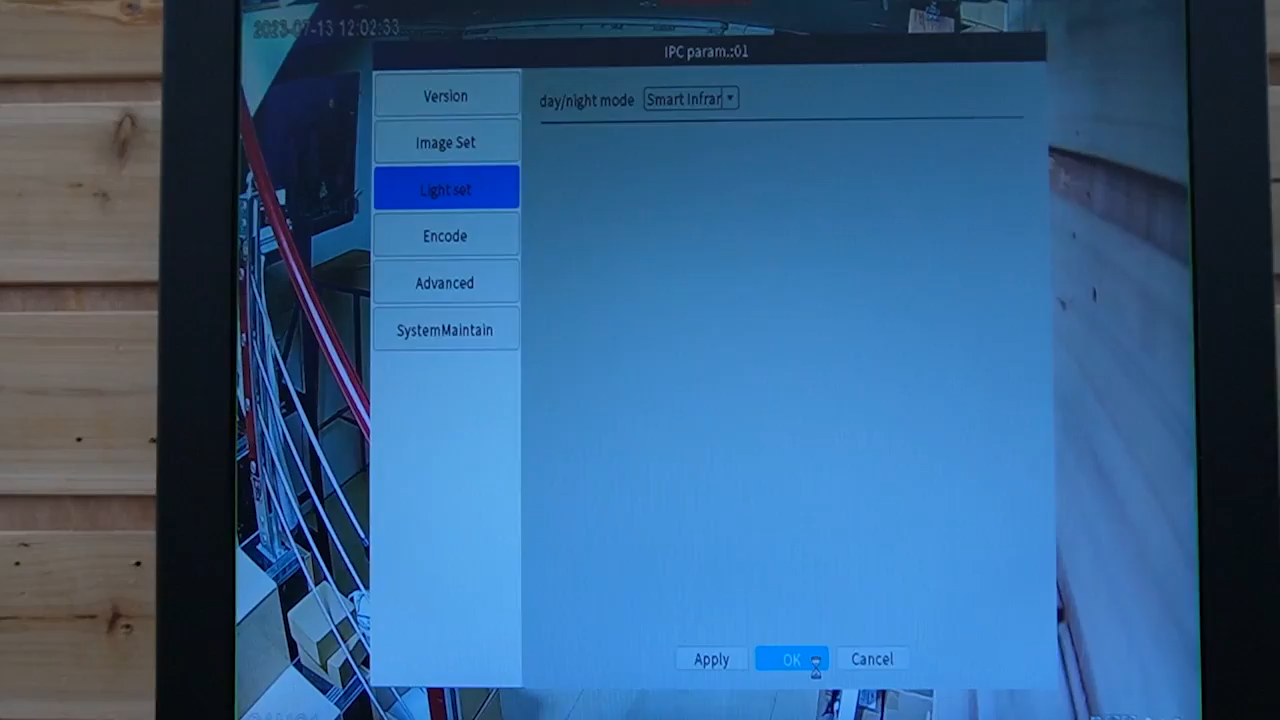 2023-07-13 12:02:33
IPC param.:01
Version
day/night mode Smart Infrar
Image Set
Light set
Encode
Advanced
SystemMaintain
Apply OK Cancel